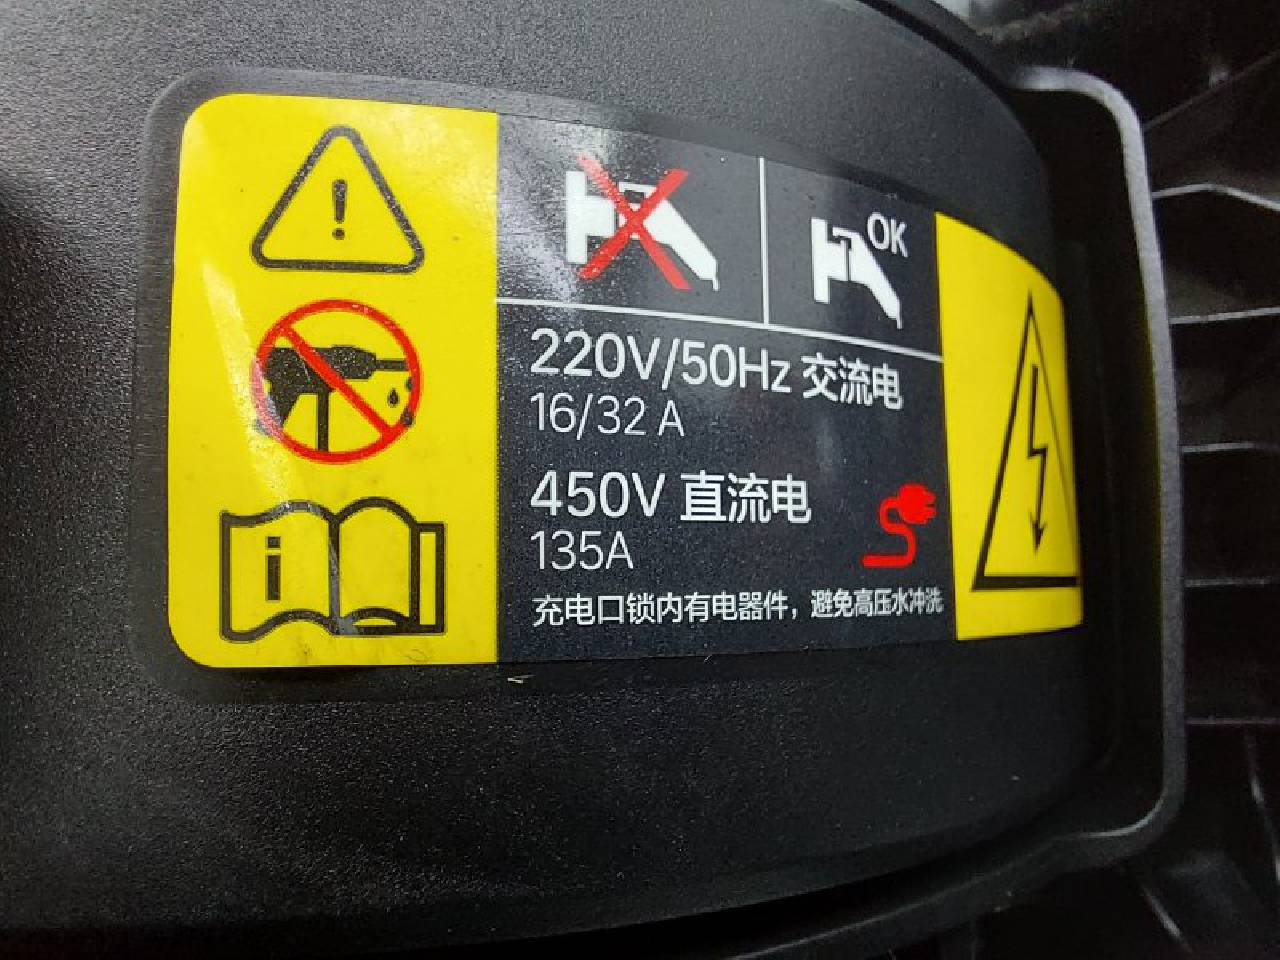 !
i
OK
220V/50Hz 交流电
16/32 A
450V 直流电
135A
充电口锁内有电器件，避免高压水冲洗